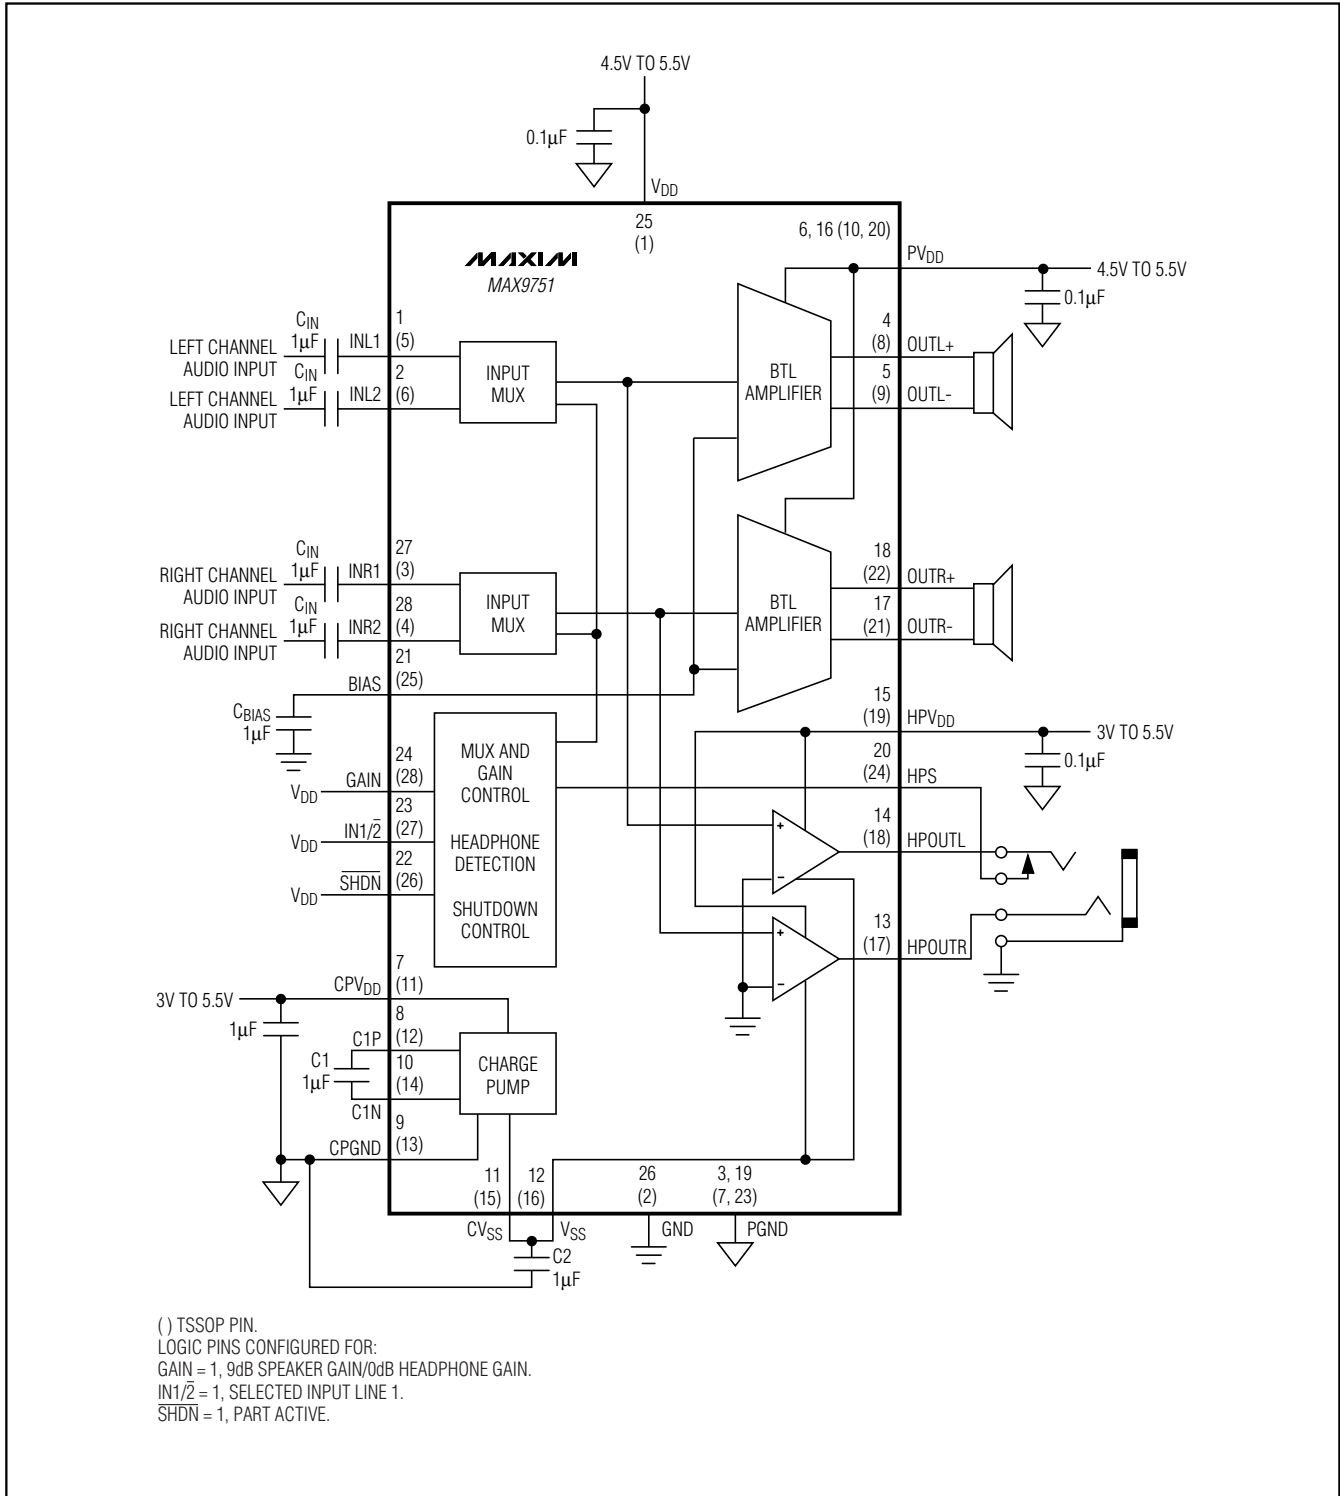 4.5V TO 5.5V
0.1μF
VDD
25
(1)
6, 16 (10, 20)
MAXIM
MAX9751
PVDD
4.5V TO 5.5V
0.1μF
CIN
1μF
LEFT CHANNEL
AUDIO INPUT
INL1
1
(5)
CIN
1μF
LEFT CHANNEL
AUDIO INPUT
INL2
2
(6)
INPUT
MUX
BTL
AMPLIFIER
4
(8)
OUTL+
5
(9)
OUTL-
CIN
1μF
RIGHT CHANNEL
AUDIO INPUT
INR1
27
(3)
CIN
1μF
RIGHT CHANNEL
AUDIO INPUT
INR2
28
(4)
INPUT
MUX
BTL
AMPLIFIER
18
(22)
OUTR+
17
(21)
OUTR-
21
(25)
BIAS
CBIAS
1μF
15
(19)
HPVDD
3V TO 5.5V
0.1μF
24
(28)
VDD
GAIN
23
(27)
VDD
IN1/2̅
22
(26)
VDD
S̅H̅D̅N̅
MUX AND
GAIN
CONTROL
HEADPHONE
DETECTION
SHUTDOWN
CONTROL
20
(24)
HPS
+
−
14
(18)
HPOUTL
+
−
13
(17)
HPOUTR
7
(11)
CPVDD
3V TO 5.5V
1μF
8
(12)
C1P
C1
1μF
10
(14)
C1N
CHARGE
PUMP
9
(13)
CPGND
11
(15)
12
(16)
26
(2)
3, 19
(7, 23)
CVSS
VSS
GND
PGND
C2
1μF
( ) TSSOP PIN.
LOGIC PINS CONFIGURED FOR:
GAIN = 1, 9dB SPEAKER GAIN/0dB HEADPHONE GAIN.
IN1/2̅ = 1, SELECTED INPUT LINE 1.
S̅H̅D̅N̅ = 1, PART ACTIVE.